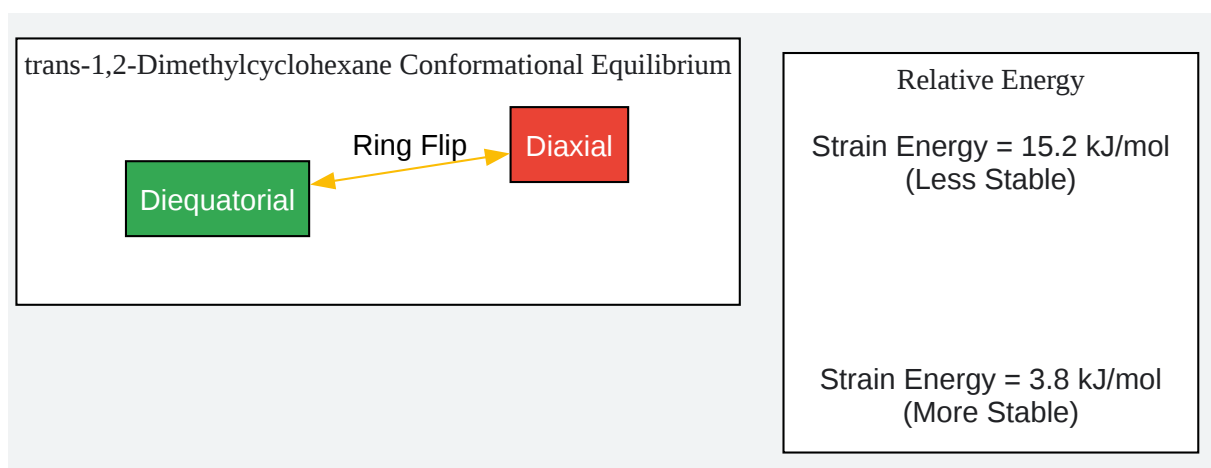 trans-1,2-Dimethylcyclohexane Conformational Equilibrium
Ring Flip
Diaxial
Diequatorial
Relative Energy
Strain Energy = 15.2 kJ/mol
(Less Stable)
Strain Energy = 3.8 kJ/mol
(More Stable)